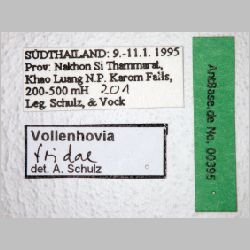 SÜDTHAILAND: 9.-11.1. 1995
Prov. Nakhon Si Thammarat,
Khao Luang N.P. Karom Falls,
200-500 mH 201
Leg. Schulz, & Vock
Vollenhovia
fridae
det. A. Schulz
AntBase.de No. 00395